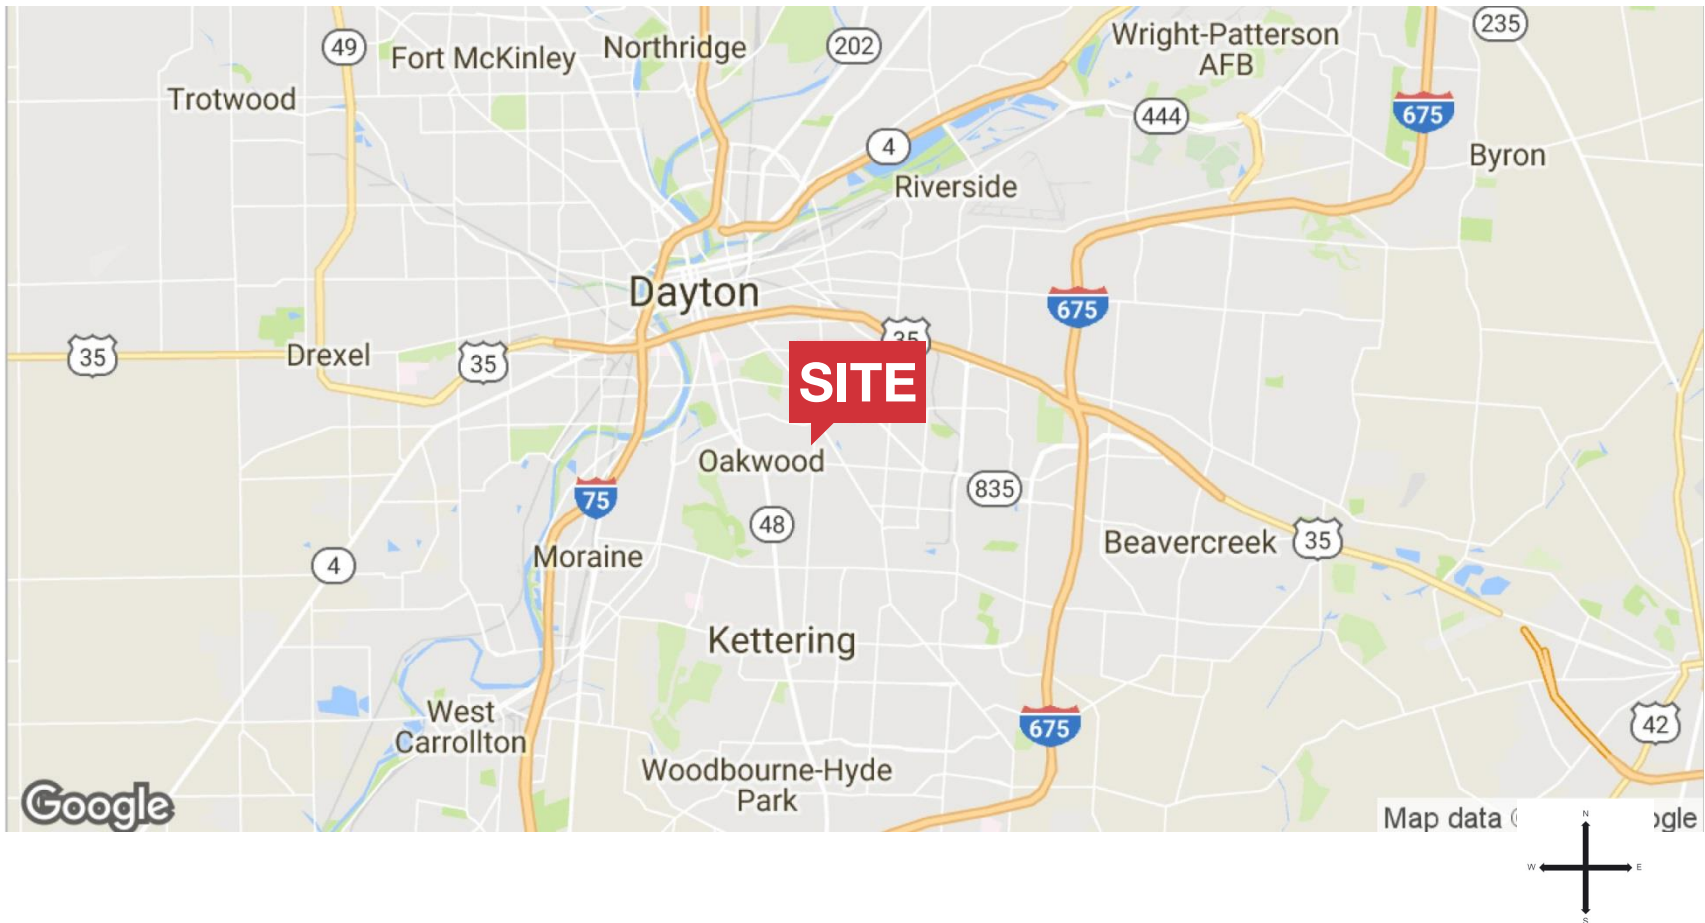 49
Fort McKinley
Northridge
202
Wright-Patterson
AFB
235
Trotwood
4
444
675
Byron
Riverside
Dayton
675
35
Drexel
35
35
SITE
Oakwood
75
835
48
Moraine
Beavercreek
35
4
Kettering
West
Carrollton
675
42
Woodbourne-Hyde
Park
Google
Map data
N
W
E
S